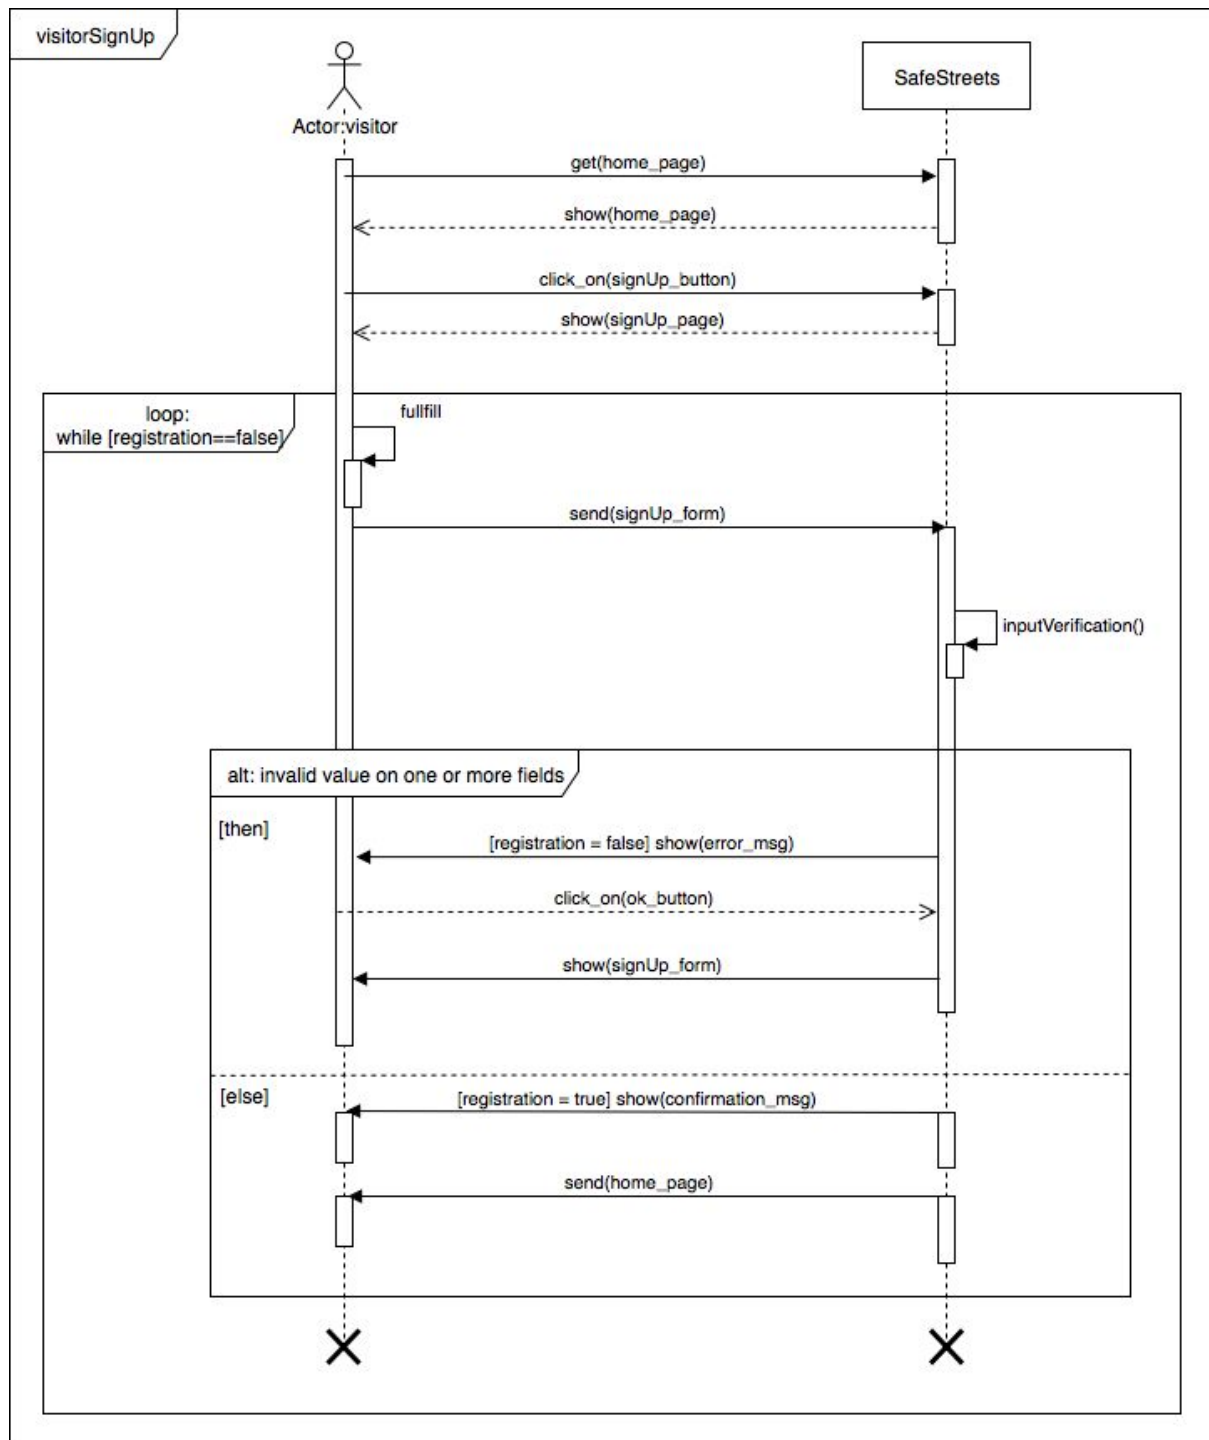 visitorSignUp
SafeStreets
Actor:visitor
get(home_page)
show(home_page)
click_on(signUp_button)
show(signUp_page)
loop:
while [registration==false]
fullfill
send(signUp_form)
inputVerification()
alt: invalid value on one or more fields
[then]
[registration = false] show(error_msg)
click_on(ok_button)
show(signUp_form)
[else]
[registration = true] show(confirmation_msg)
send(home_page)